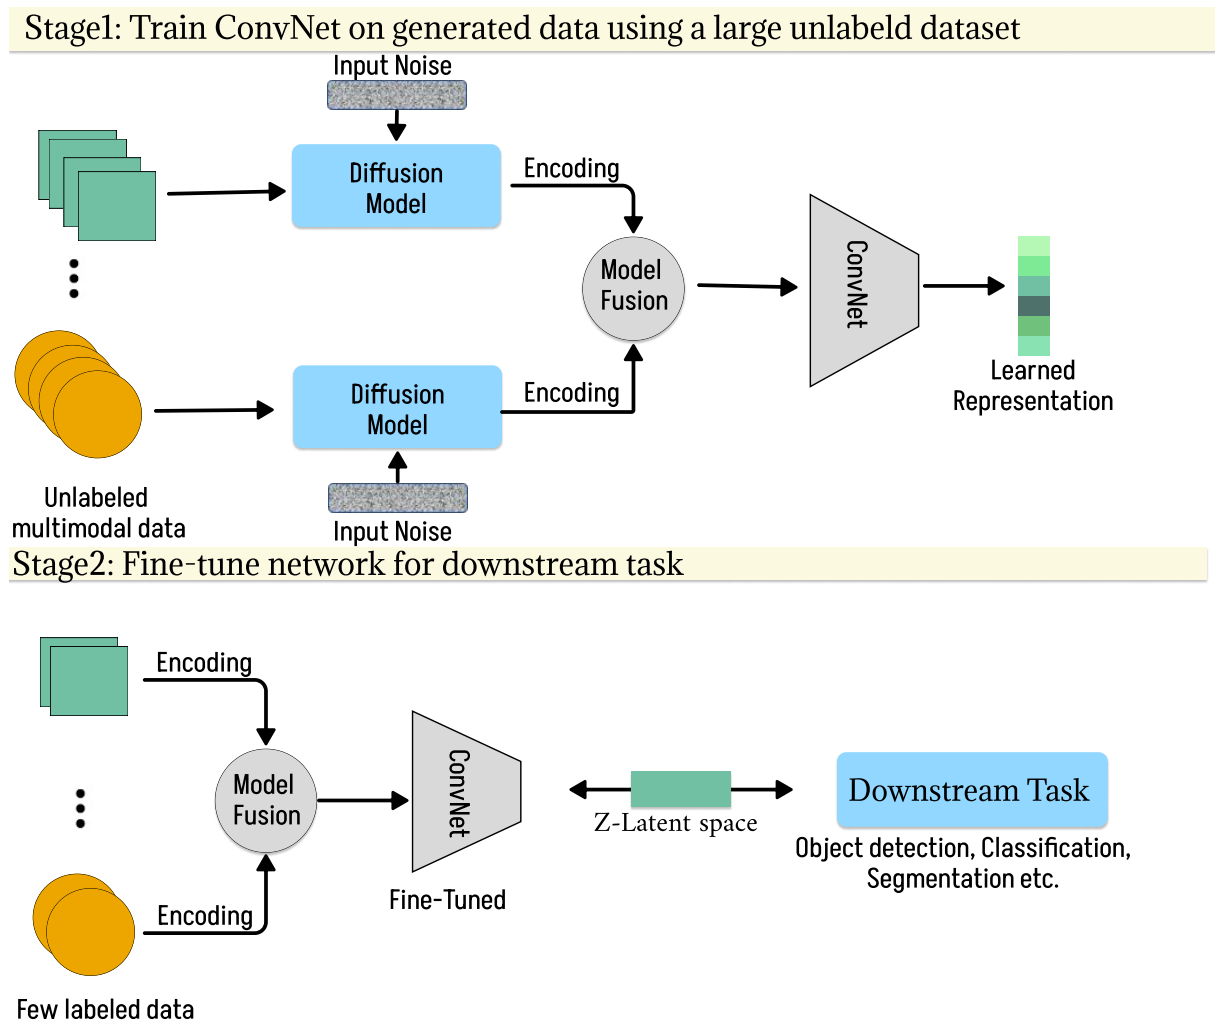 Stage1: Train ConvNet on generated data using a large unlabeld dataset
Input Noise
Diffusion
Model
Encoding
Model
Fusion
ConvNet
Learned
Representation
Diffusion
Model
Encoding
Unlabeled
multimodal data
Input Noise
Stage2: Fine-tune network for downstream task
Encoding
Model
Fusion
ConvNet
Fine-Tuned
Z-Latent space
Downstream Task
Object detection, Classification,
Segmentation etc.
Encoding
Few labeled data